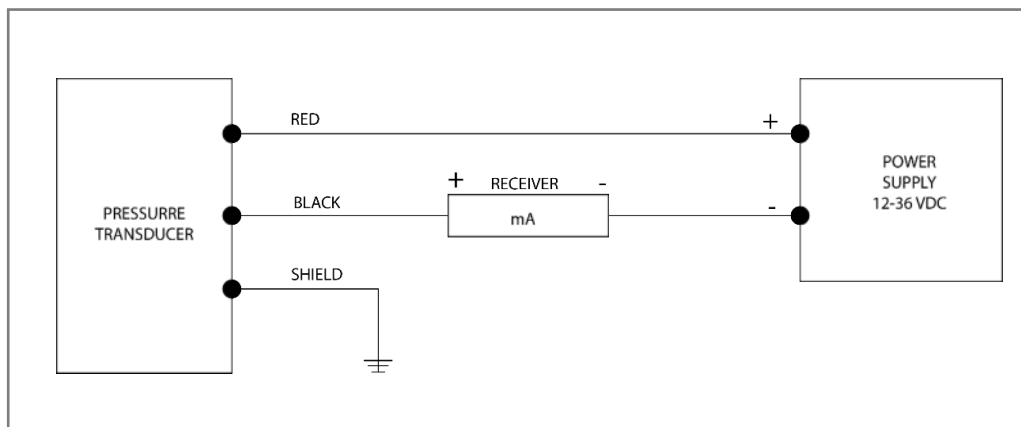 RED
+
POWER
SUPPLY
12-36 VDC
+ RECEIVER -
mA
BLACK
-
PRESSURRE
TRANSDUCER
SHIELD